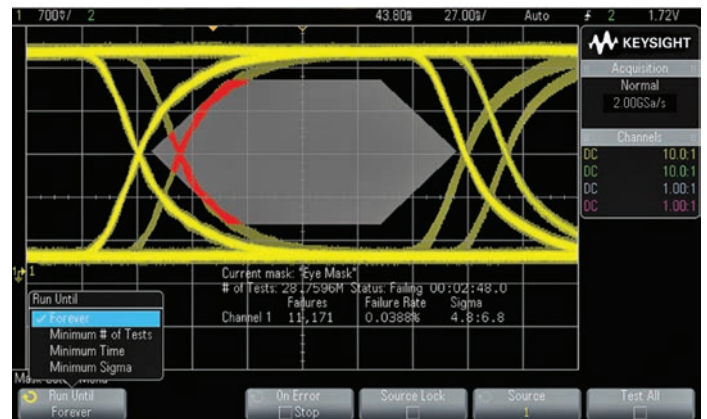 1 700▽/ 2 43.80s 27.00s/ Auto 2 1.72V
KEYSIGHT
Acquisition
Normal
2.00GSa/s
Channels
DC 10.0:1
DC 10.0:1
DC 1.00:1
DC 1.00:1
1
Current mask: "Eye Mask"
# of Tests: 28.7596M Status: Failing 00:02:48.0
Failures Failure Rate Sigma
Channel 1 11,171 0.0388% 4.8:6.8
Run Until
Forever
Minimum # of Tests
Minimum Time
Minimum Sigma
Menu
Run Until
Forever
On Error
Stop
Source Lock
Source
1
Test All